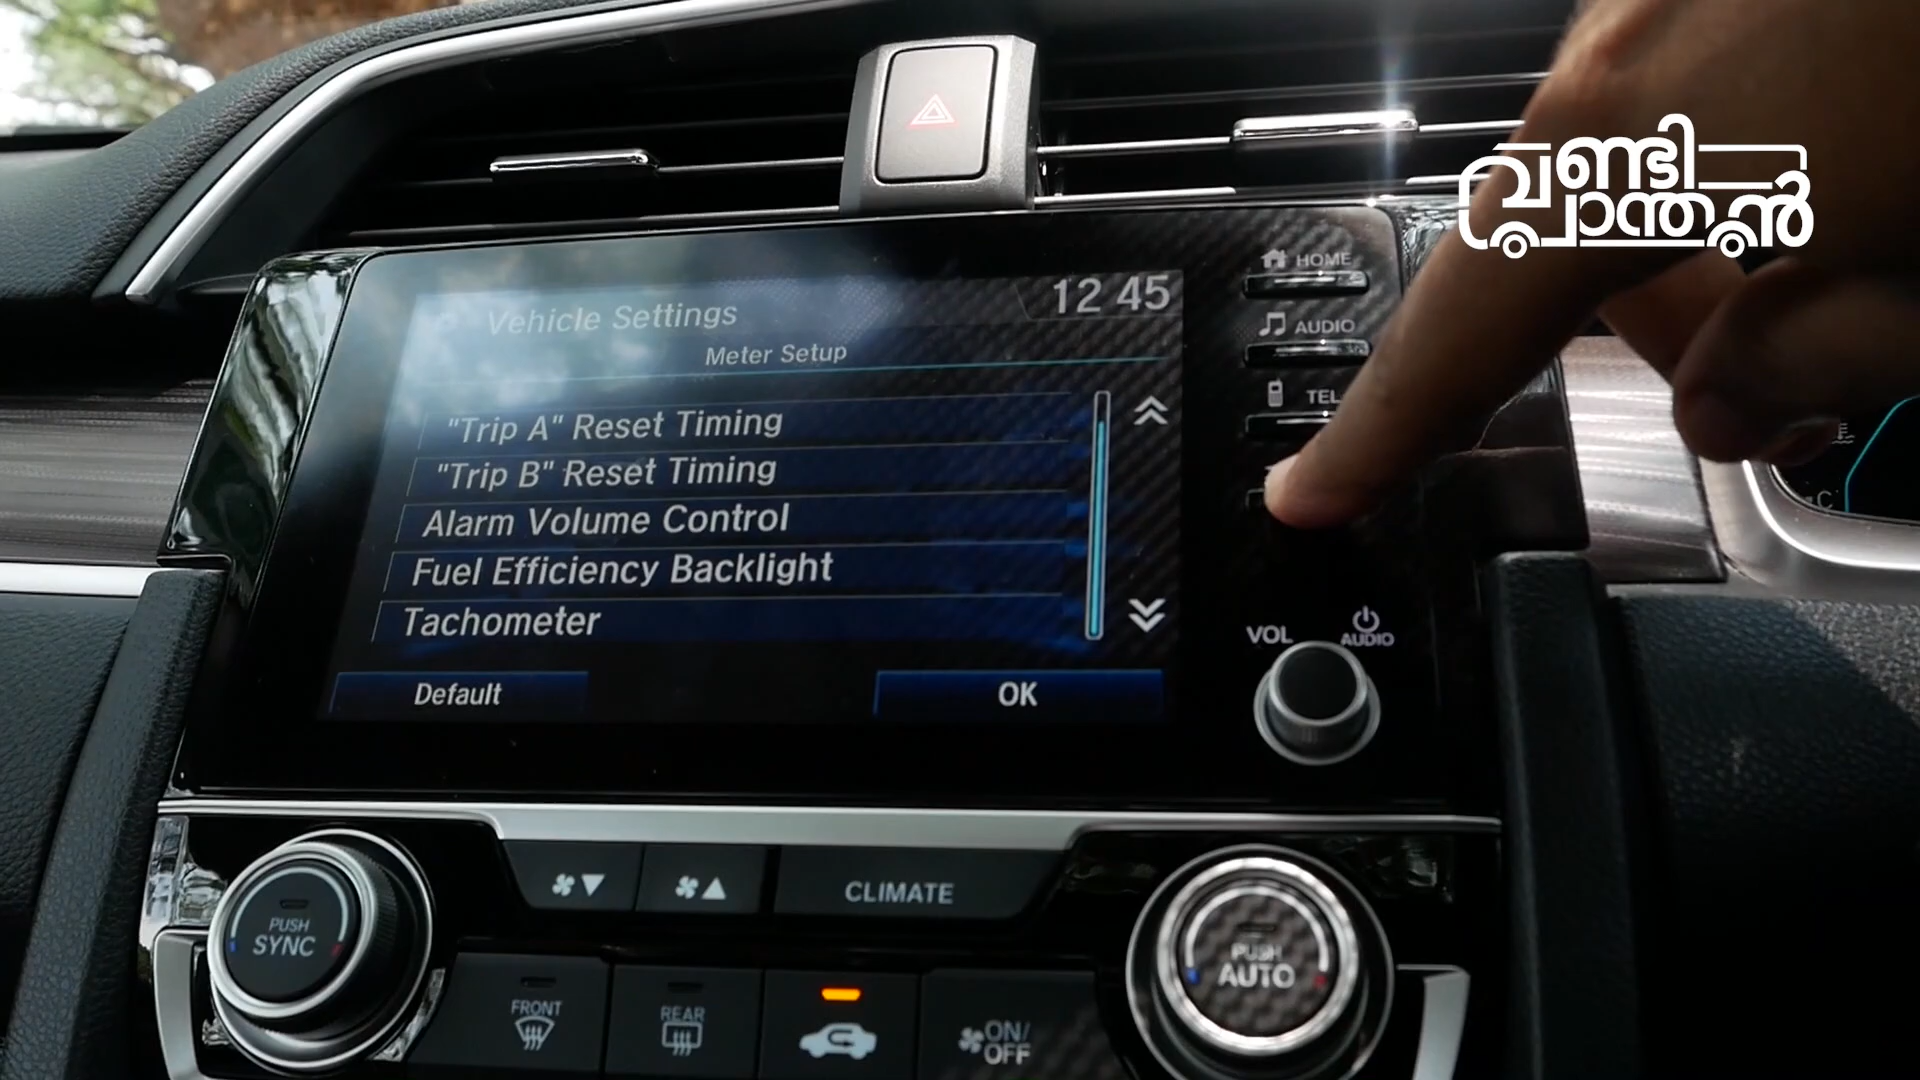 വണ്ടി
ഭ്രാന്തൻ
HOME
12 45
Vehicle Settings
AUDIO
Meter Setup
TEL
"Trip A" Reset Timing
"Trip B" Reset Timing
Alarm Volume Control
Fuel Efficiency Backlight
Tachometer
VOL
AUDIO
Default
OK
CLIMATE
PUSH
SYNC
PUSH
AUTO
FRONT
REAR
ON/
OFF
C